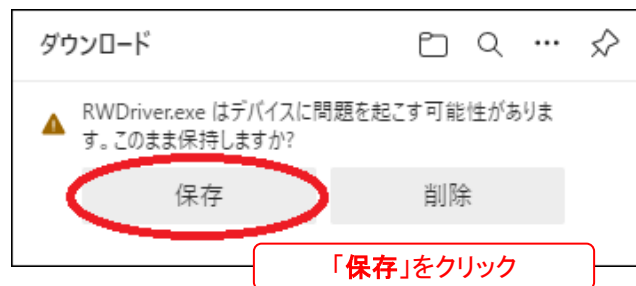 ダウンロード
RWDriver.exe はデバイスに問題を起こす可能性がありま
す。このまま保持しますか?
保存
削除
「保存」をクリック